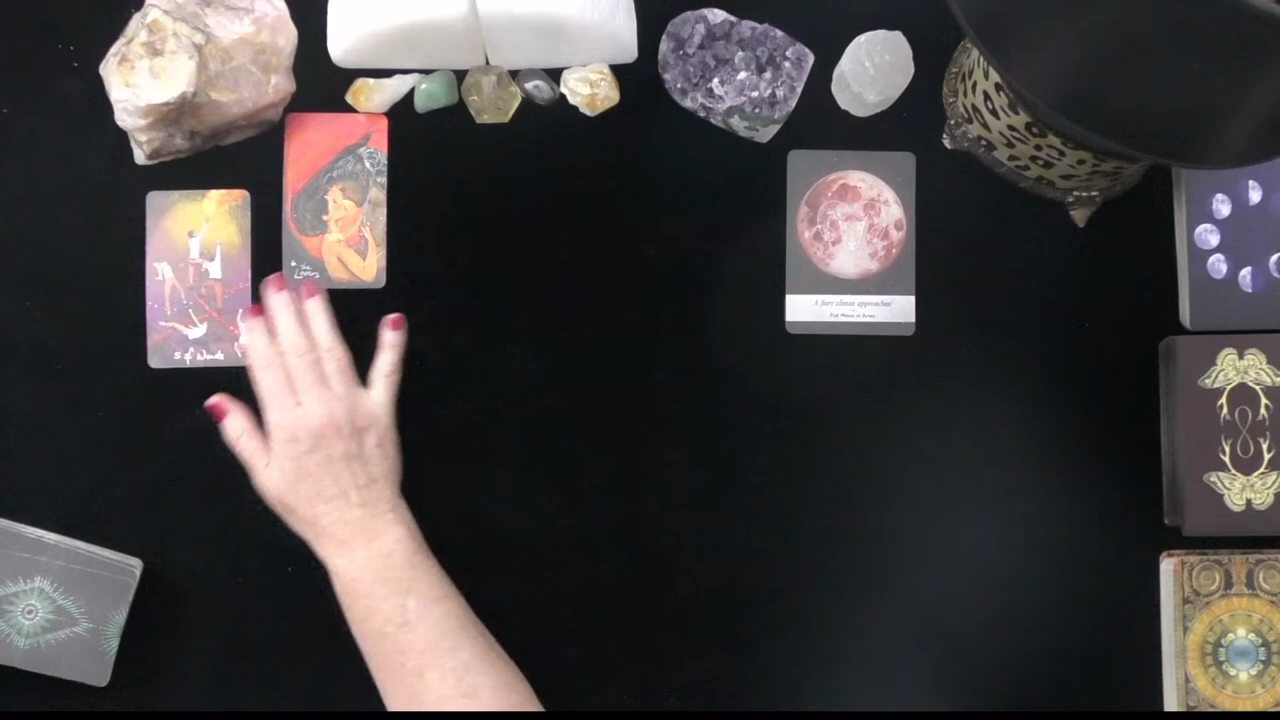 the
Lovers
5 of Wands
A fiery climax approaches!
Full Moon in Aries